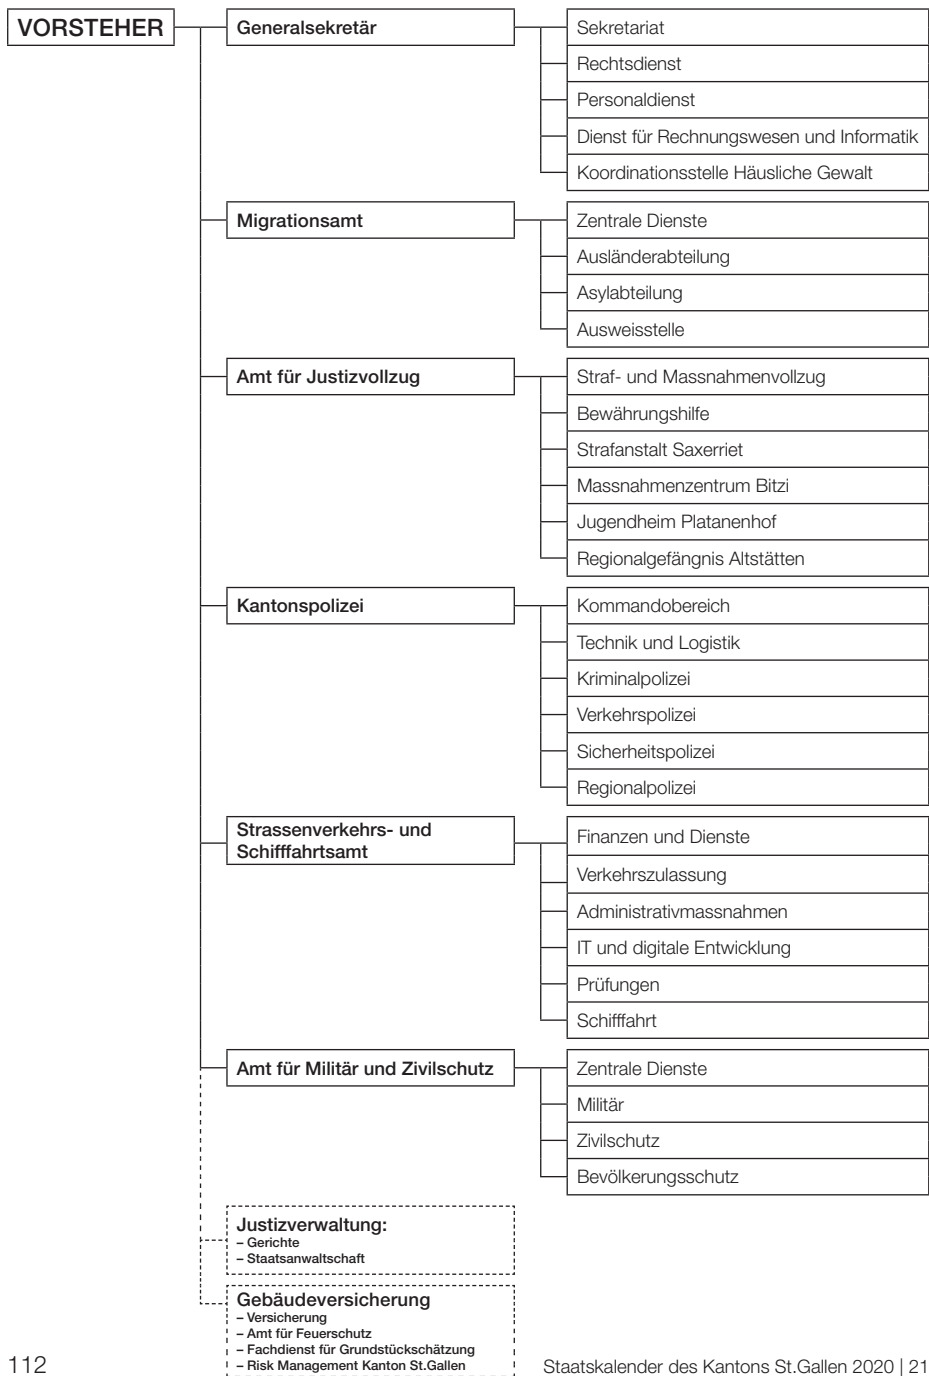 VORSTEHER
Generalsekretär
Sekretariat
Rechtsdienst
Personaldienst
Dienst für Rechnungswesen und Informatik
Koordinationsstelle Häusliche Gewalt
Migrationsamt
Zentrale Dienste
Ausländerabteilung
Asylabteilung
Ausweisstelle
Amt für Justizvollzug
Straf- und Massnahmenvollzug
Bewährungshilfe
Strafanstalt Saxerriet
Massnahmenzentrum Bitzi
Jugendheim Platanenhof
Regionalgefängnis Altstätten
Kantonspolizei
Kommandobereich
Technik und Logistik
Kriminalpolizei
Verkehrspolizei
Sicherheitspolizei
Regionalpolizei
Strassenverkehrs- und
Schifffahrtsamt
Finanzen und Dienste
Verkehrszulassung
Administrativmassnahmen
IT und digitale Entwicklung
Prüfungen
Schifffahrt
Amt für Militär und Zivilschutz
Zentrale Dienste
Militär
Zivilschutz
Bevölkerungsschutz
Justizverwaltung:
– Gerichte
– Staatsanwaltschaft
Gebäudeversicherung
– Versicherung
– Amt für Feuerschutz
– Fachdienst für Grundstückschätzung
– Risk Management Kanton St.Gallen
112
Staatskalender des Kantons St.Gallen 2020 | 21